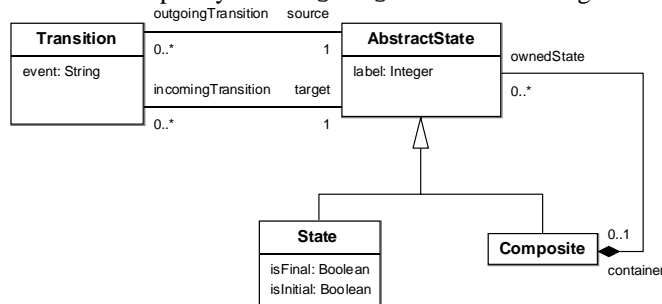 outgoingTransition source
Transition
AbstractState
0..*
1
ownedState
event: String
label: Integer
incomingTransition target
0..*
0..*
1
State
0..1
Composite
isFinal: Boolean
container
isInitial: Boolean